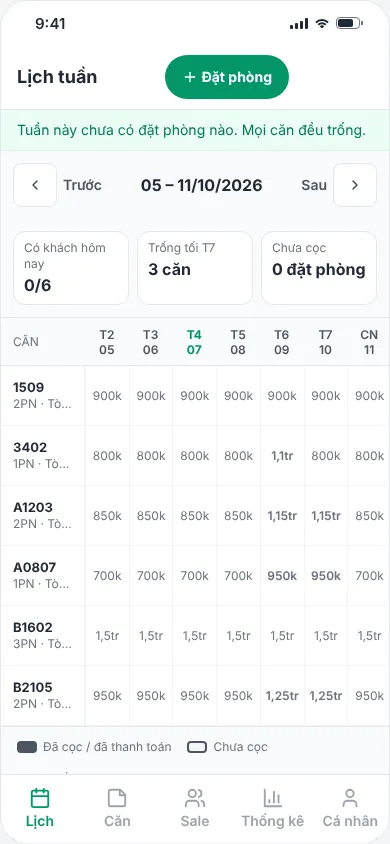 9:41
Lịch tuần
+ Đặt phòng
Tuần này chưa có đặt phòng nào. Mọi căn đều trống.
Trước 05 – 11/10/2026 Sau
Có khách hôm nay
0/6
Trống tối T7
3 căn
Chưa cọc
0 đặt phòng
CĂN T2 05 T3 06 T4 07 T5 08 T6 09 T7 10 CN 11
1509
2PN · Tò...
900k 900k 900k 900k 900k 900k 900k
3402
1PN · Tò...
800k 800k 800k 800k 1,1tr 800k 800k
A1203
2PN · Tò...
850k 850k 850k 850k 1,15tr 1,15tr 850k
A0807
1PN · Tò...
700k 700k 700k 700k 950k 950k 700k
B1602
3PN · Tò...
1,5tr 1,5tr 1,5tr 1,5tr 1,5tr 1,5tr 1,5tr
B2105
2PN · Tò...
950k 950k 950k 950k 1,25tr 1,25tr 950k
Đã cọc / đã thanh toán Chưa cọc
Lịch Căn Sale Thống kê Cá nhân